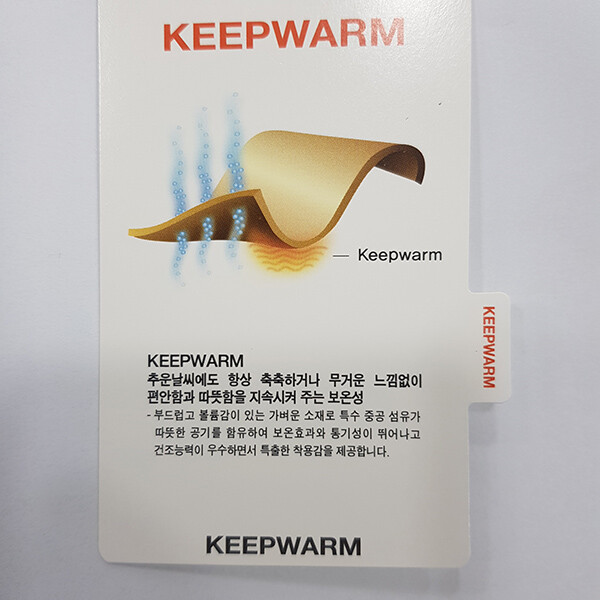 KEEPWARM
Keepwarm
KEEPWARM
KEEPWARM
추운날씨에도 항상 축축하거나 무거운 느낌없이
편안함과 따뜻함을 지속시켜 주는 보온성
- 부드럽고 볼륨감이 있는 가벼운 소재로 특수 중공 섬유가
따뜻한 공기를 함유하여 보온효과와 통기성이 뛰어나고
건조능력이 우수하면서 특출한 착용감을 제공합니다.
KEEPWARM